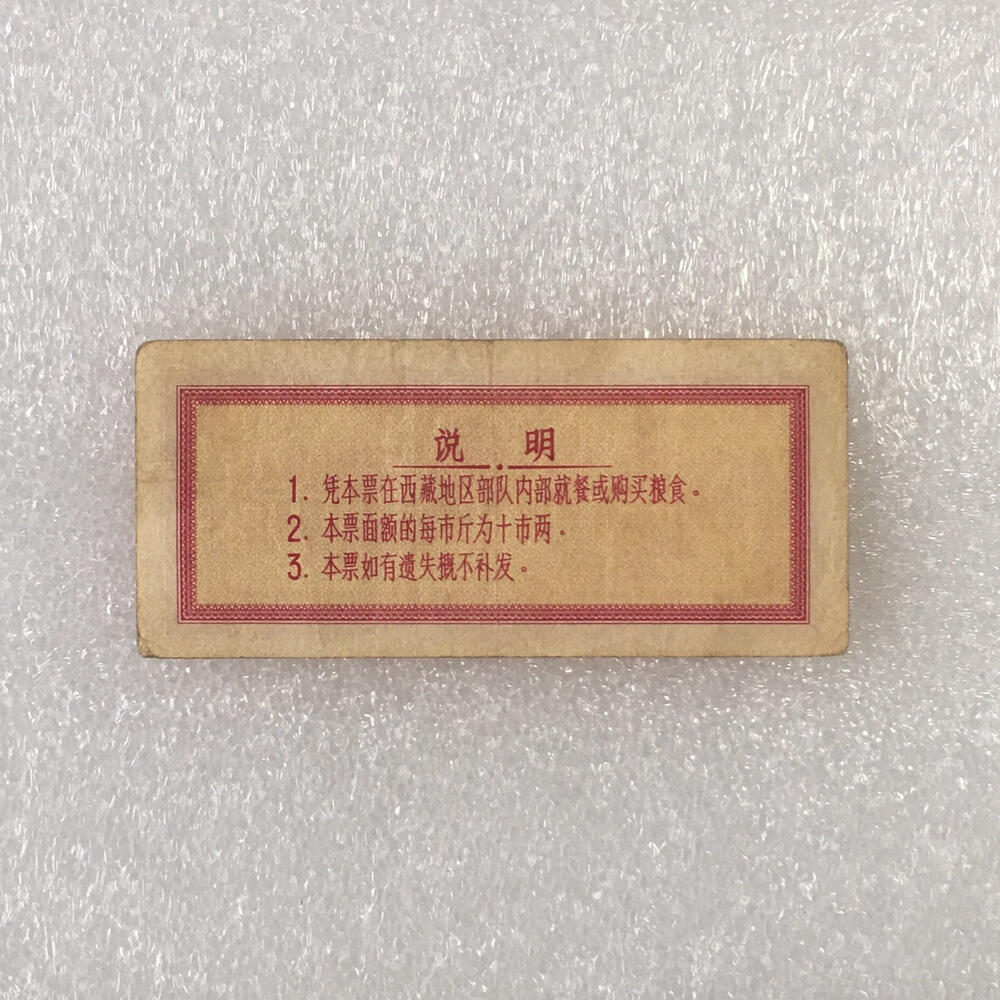 说 明
1. 凭本票在西藏地区部队内部就餐或购买粮食。
2. 本票面额的每市斤为十市两。
3. 本票如有遗失概不补发。